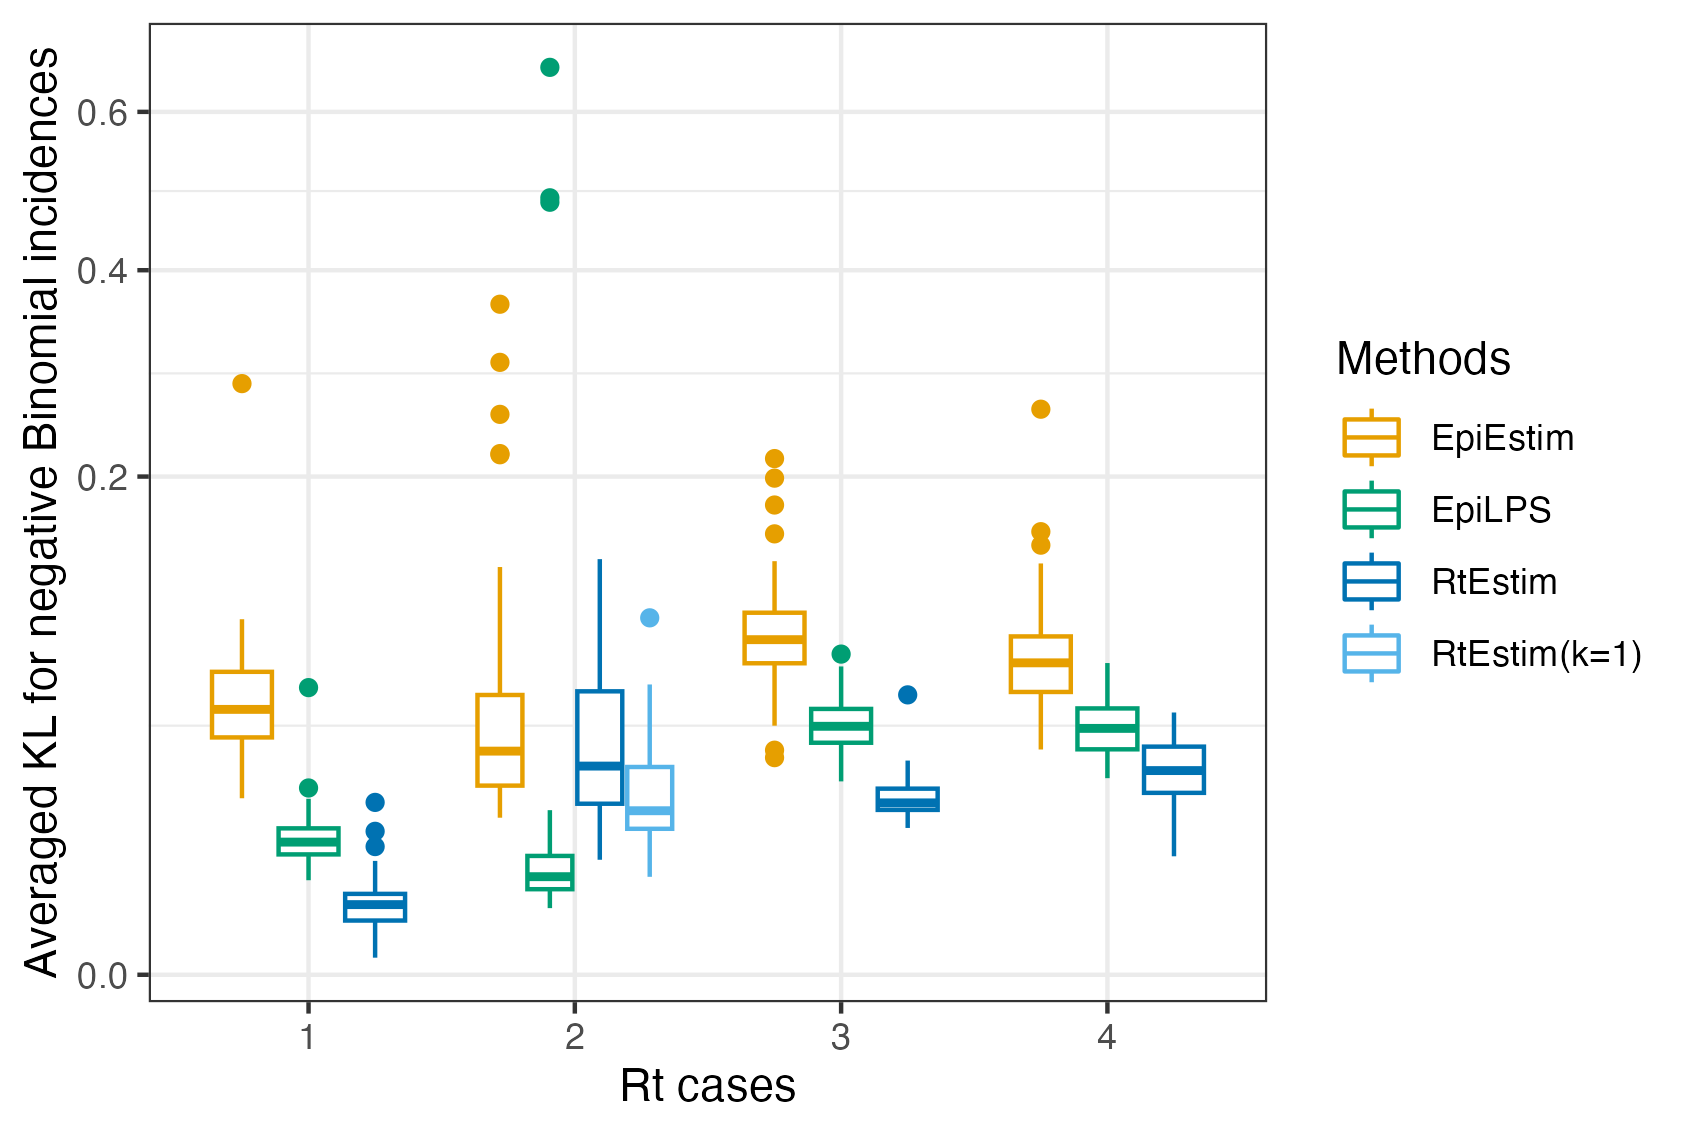 Averaged KL for negative Binomial incidences
0.6
0.4
0.2
0.0
1 2 3 4
Rt cases
Methods
EpiEstim
EpiLPS
RtEstim
RtEstim(k=1)